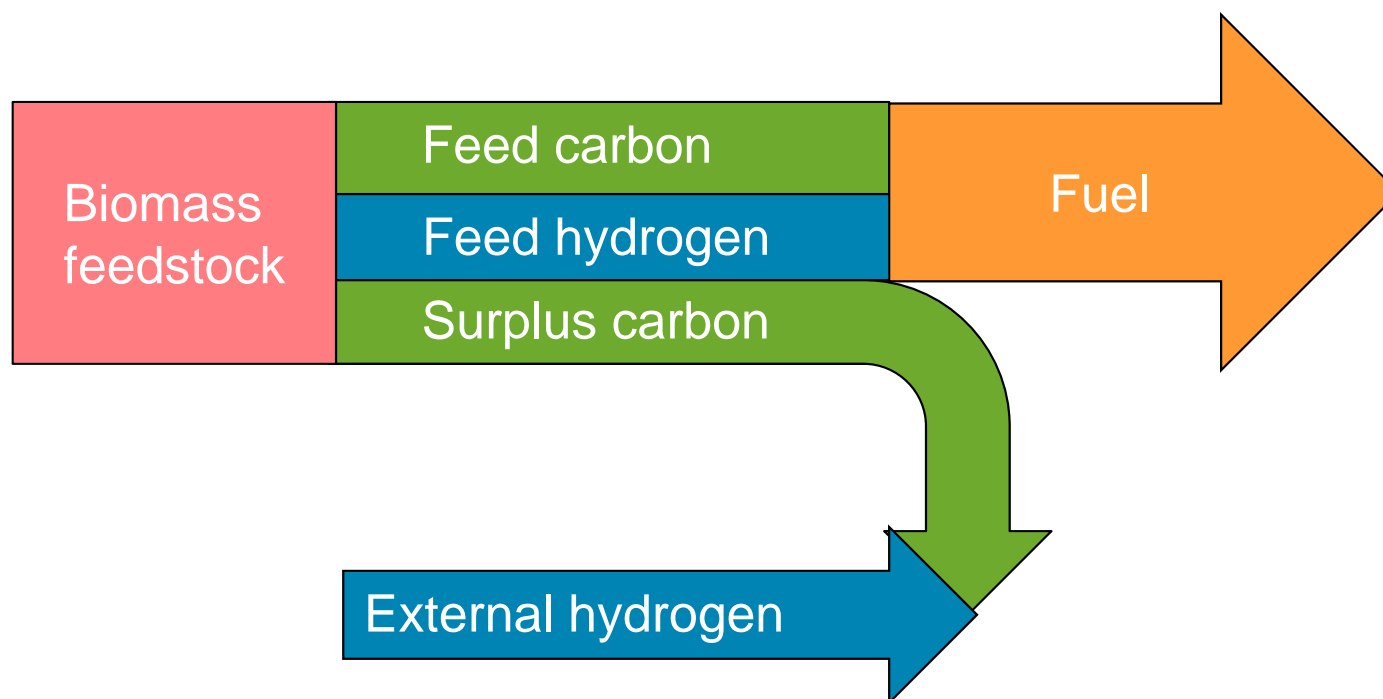 Feed carbon
Biomass
feedstock
Feed hydrogen
Fuel
Surplus carbon
External hydrogen